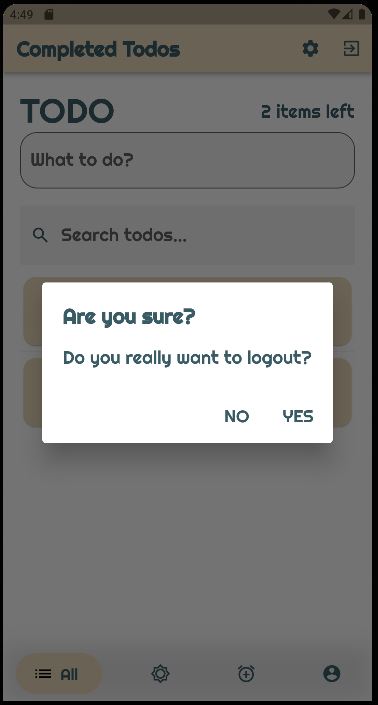 4:49
Completed Todos
TODO
2 items left
What to do?
Search todos...
Are you sure?
Do you really want to logout?
NO YES
All